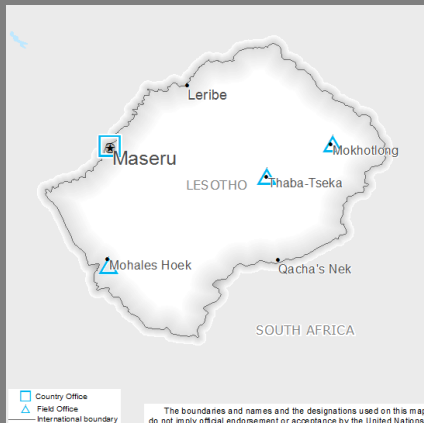 Leribe
Maseru
Mokhotlong
LESOTHO
Thaba-Tseka
Mohales Hoek
Qacha's Nek
SOUTH AFRICA
Country Office
Field Office
International boundary
The boundaries and names and the designations used on this map
do not imply official endorsement or acceptance by the United Nations.